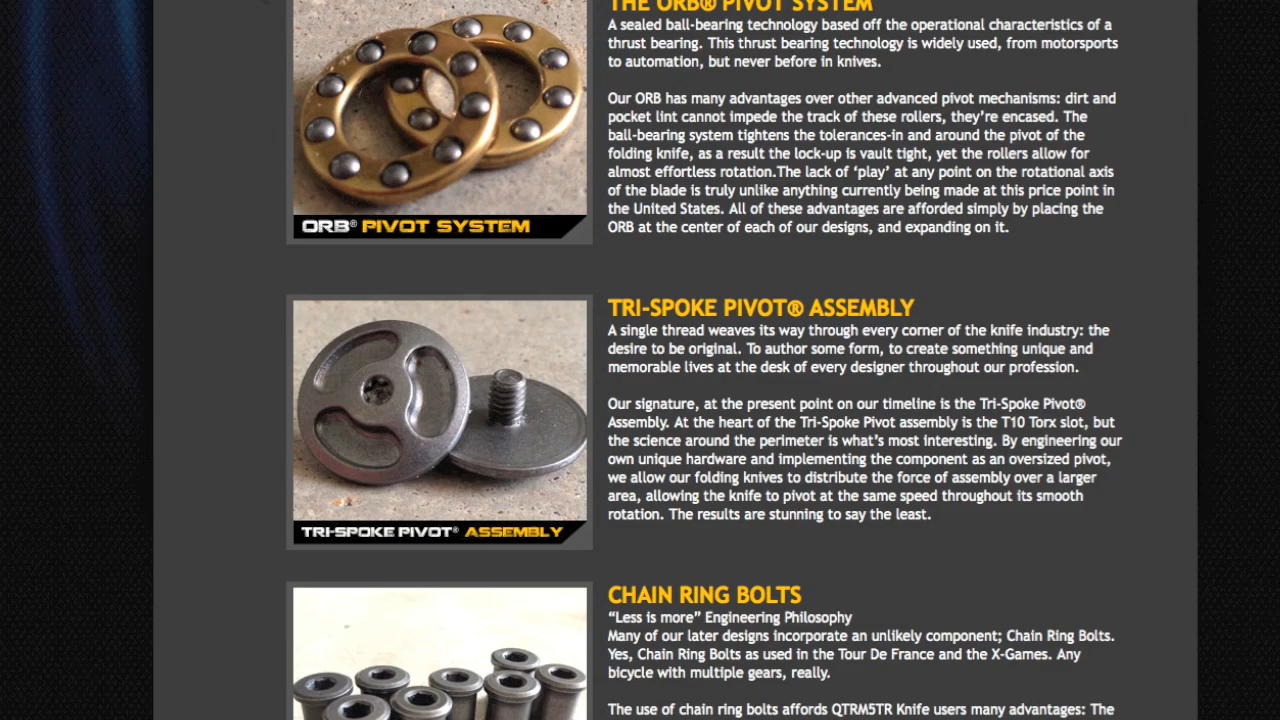 THE ORB® PIVOT SYSTEM
A sealed ball-bearing technology based off the operational characteristics of a
thrust bearing. This thrust bearing technology is widely used, from motorsports
to automation, but never before in knives.
Our ORB has many advantages over other advanced pivot mechanisms: dirt and
pocket lint cannot impede the track of these rollers, they’re encased. The
ball-bearing system tightens the tolerances-in and around the pivot of the
folding knife, as a result the lock-up is vault tight, yet the rollers allow for
almost effortless rotation.The lack of ‘play’ at any point on the rotational axis
of the blade is truly unlike anything currently being made at this price point in
the United States. All of these advantages are afforded simply by placing the
ORB at the center of each of our designs, and expanding on it.
ORB® PIVOT SYSTEM
TRI-SPOKE PIVOT® ASSEMBLY
A single thread weaves its way through every corner of the knife industry: the
desire to be original. To author some form, to create something unique and
memorable lives at the desk of every designer throughout our profession.
Our signature, at the present point on our timeline is the Tri-Spoke Pivot®
Assembly. At the heart of the Tri-Spoke Pivot assembly is the T10 Torx slot, but
the science around the perimeter is what’s most interesting. By engineering our
own unique hardware and implementing the component as an oversized pivot,
we allow our folding knives to distribute the force of assembly over a larger
area, allowing the knife to pivot at the same speed throughout its smooth
rotation. The results are stunning to say the least.
TRI-SPOKE PIVOT® ASSEMBLY
CHAIN RING BOLTS
“Less is more” Engineering Philosophy
Many of our later designs incorporate an unlikely component; Chain Ring Bolts.
Yes, Chain Ring Bolts as used in the Tour De France and the X-Games. Any
bicycle with multiple gears, really.
The use of chain ring bolts affords QTRM5TR Knife users many advantages: The